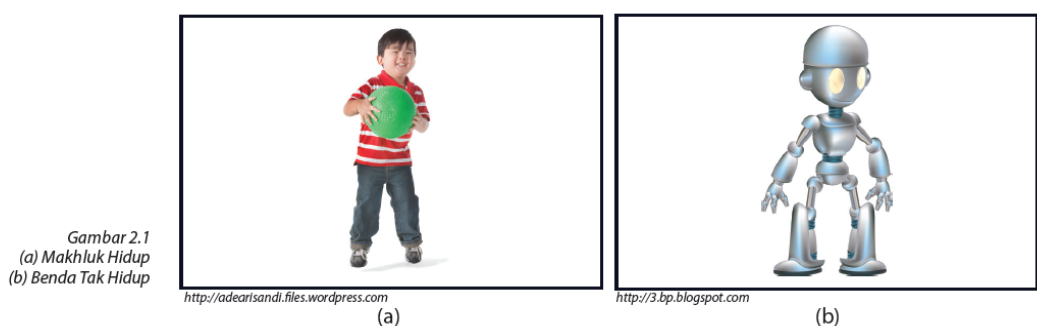 Gambar 2.1
(a) Makhluk Hidup
(b) Benda Tak Hidup
http://adearisandi.files.wordpress.com
(a)
http://3.bp.blogspot.com
(b)